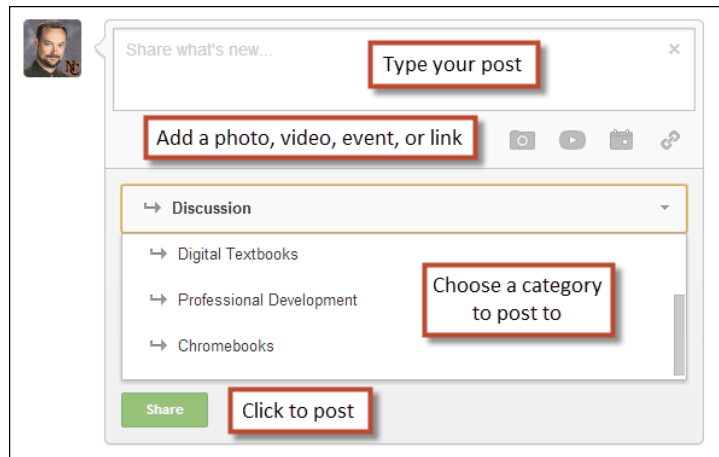 Share what's new...
Type your post
Add a photo, video, event, or link
Discussion
Digital Textbooks
Professional Development
Chromebooks
Choose a category
to post to
Share
Click to post
NC